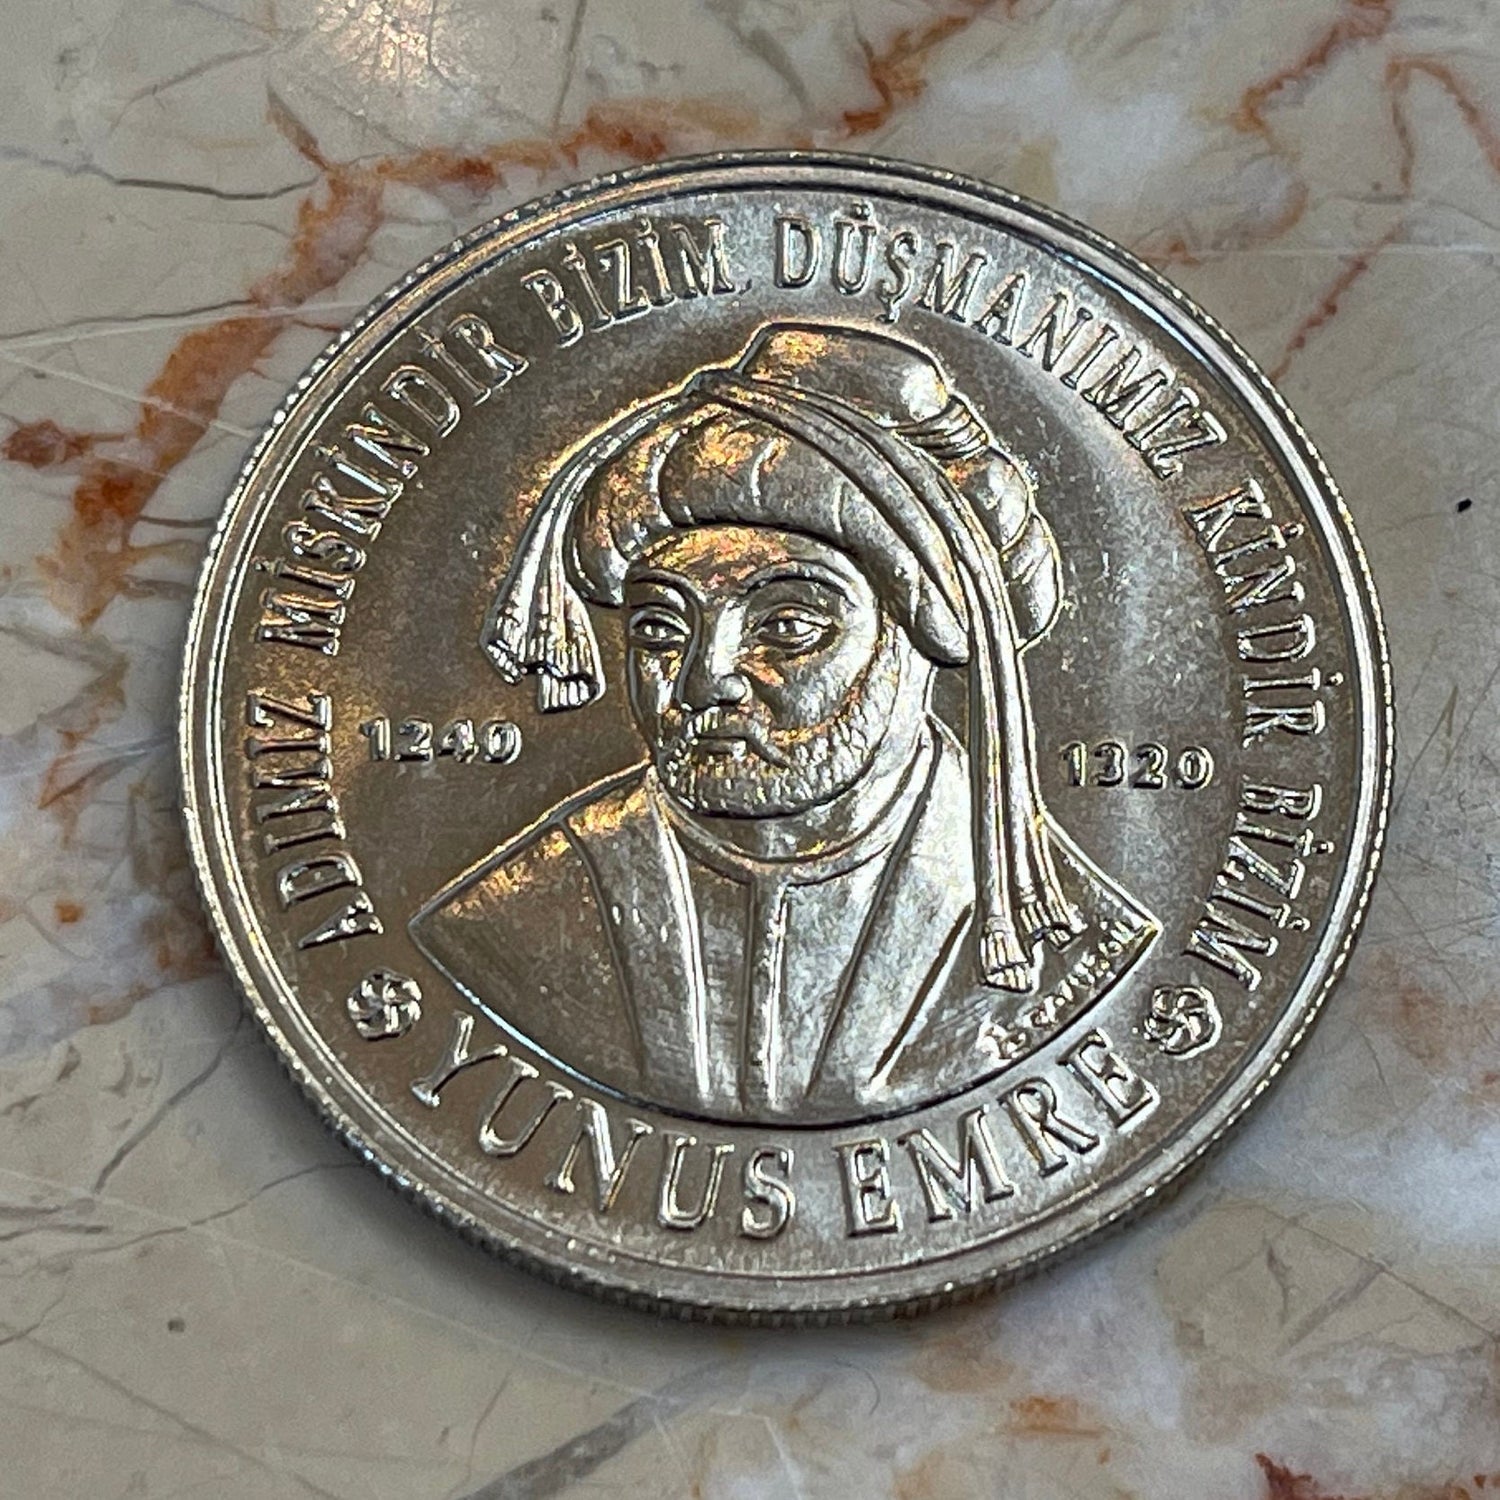 ADIMIZ MİSKİNDİR BİZİM DÜŞMANIMIZ KİNDİR BİZİM
1240
1320
YUNUS EMRE